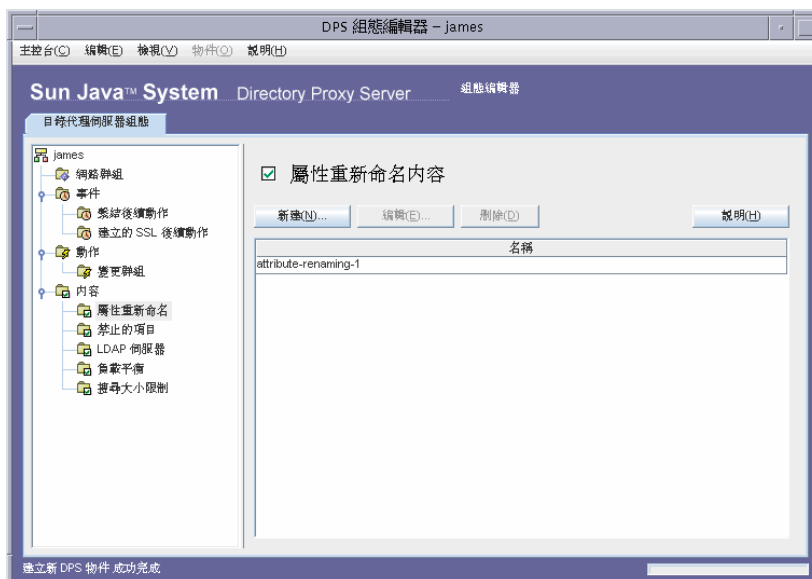 DPS 組態編輯器 – james
主控台(C) 編輯(E) 檢視(V) 物件(O) 說明(H)
Sun Java™ System Directory Proxy Server 組態編輯器
目錄代理伺服器組態
james
網路群組
事件
繫結後續動作
建立的 SSL 後續動作
動作
變更群組
內容
屬性重新命名
禁止的項目
LDAP 伺服器
負載平衡
搜尋大小限制
屬性重新命名內容
新建(N)... 編輯(E)... 刪除(D) 說明(H)
名稱
attribute-renaming-1
建立新 DPS 物件 成功完成